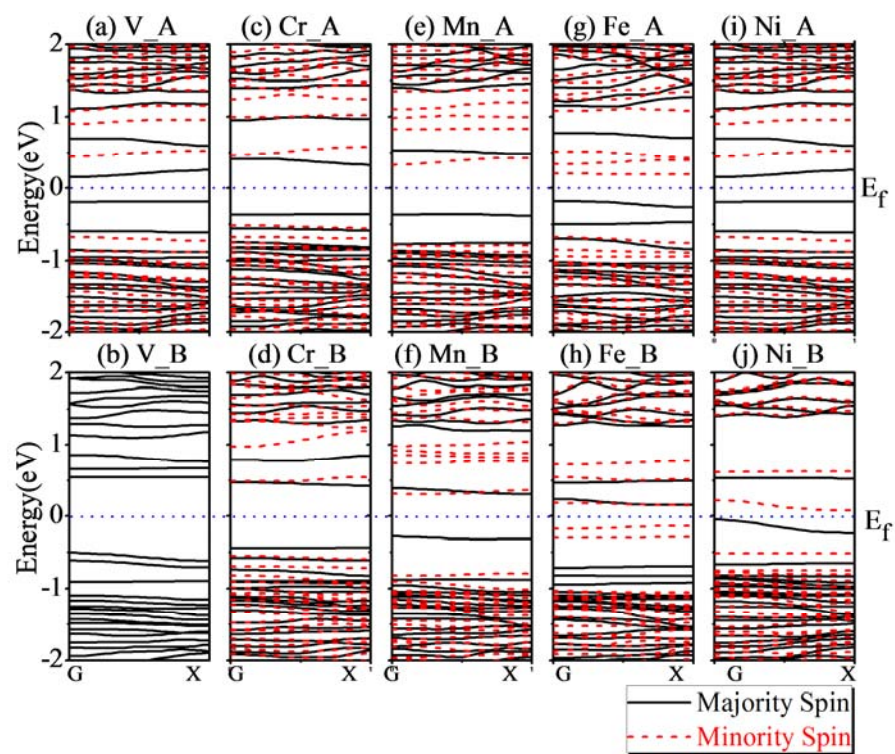 (a) V_A (c) Cr_A (e) Mn_A (g) Fe_A (i) Ni_A
2
1
0
-1
-2
Energy(eV)
E_f
(b) V_B (d) Cr_B (f) Mn_B (h) Fe_B (j) Ni_B
2
1
0
-1
-2
Energy(eV)
E_f
G X G X G X G X G X
Majority Spin
Minority Spin